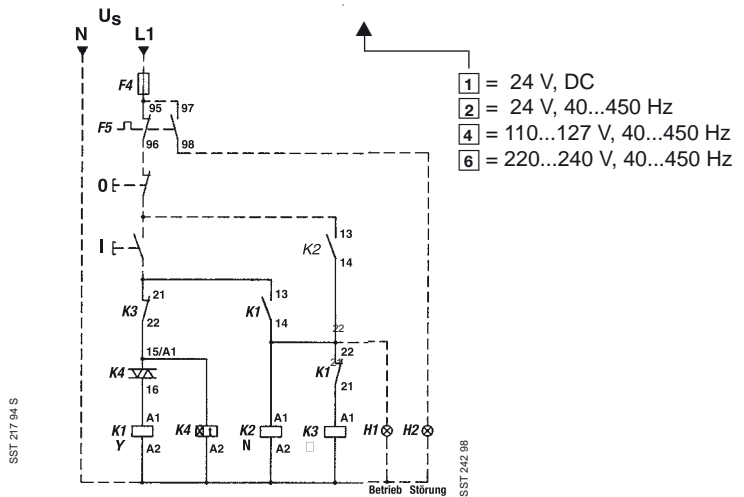 Us
N L1
1 = 24 V, DC
2 = 24 V, 40...450 Hz
4 = 110...127 V, 40...450 Hz
6 = 220...240 V, 40...450 Hz
F4
95 97
F5
96 98
0
I
13
K2
14
21
K3
22
13
K1
14
22
22
K1
21
21
15/A1
K4
16
A1
K1
Y
A2
K4
t
A2
A1
K2
N
A2
A1
K3
A2
H1
H2
Betrieb Störung
SST 217 94 S
SST 242 98